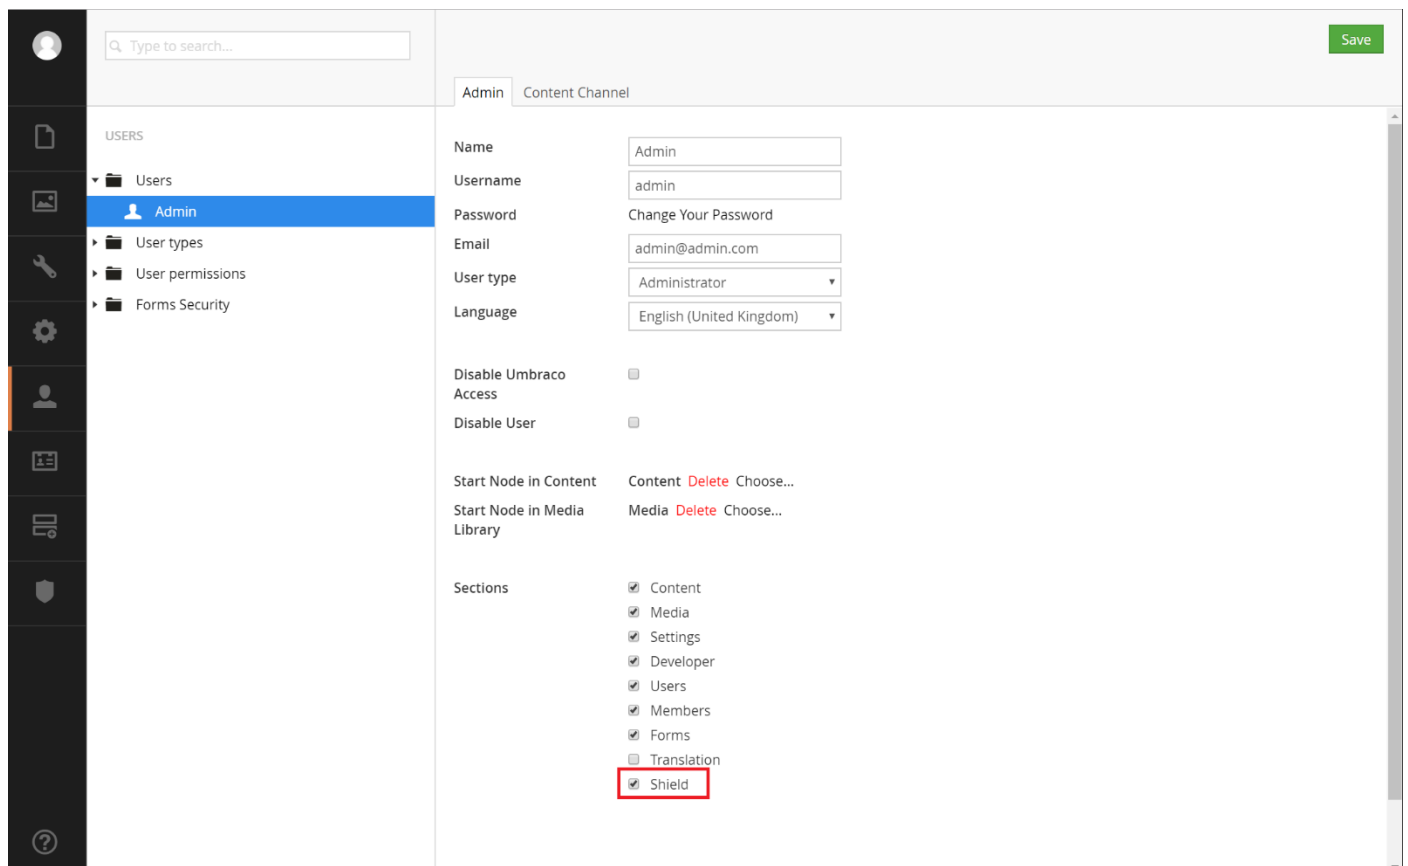 Type to search...
Save
Admin Content Channel
USERS
Users
Admin
User types
User permissions
Forms Security
Name Admin
Username admin
Password Change Your Password
Email admin@admin.com
User type Administrator
Language English (United Kingdom)
Disable Umbraco
Access
Disable User
Start Node in Content Content Delete Choose...
Start Node in Media Media Delete Choose...
Library
Sections Content
Media
Settings
Developer
Users
Members
Forms
Translation
Shield